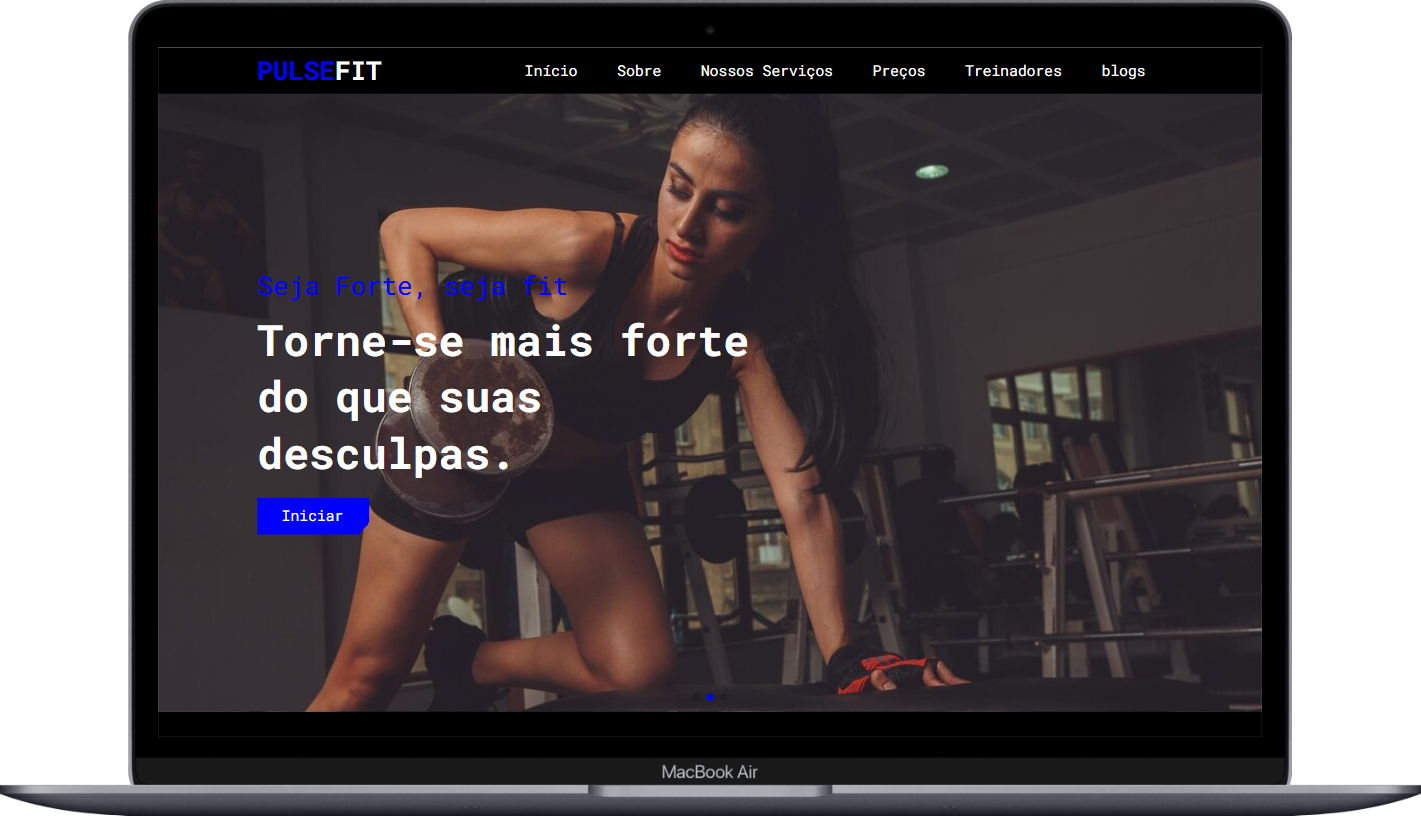 PULSEFIT
Início Sobre Nossos Serviços Preços Treinadores blogs
Seja Forte, seja fit
Torne-se mais forte
do que suas
desculpas.
Iniciar
MacBook Air